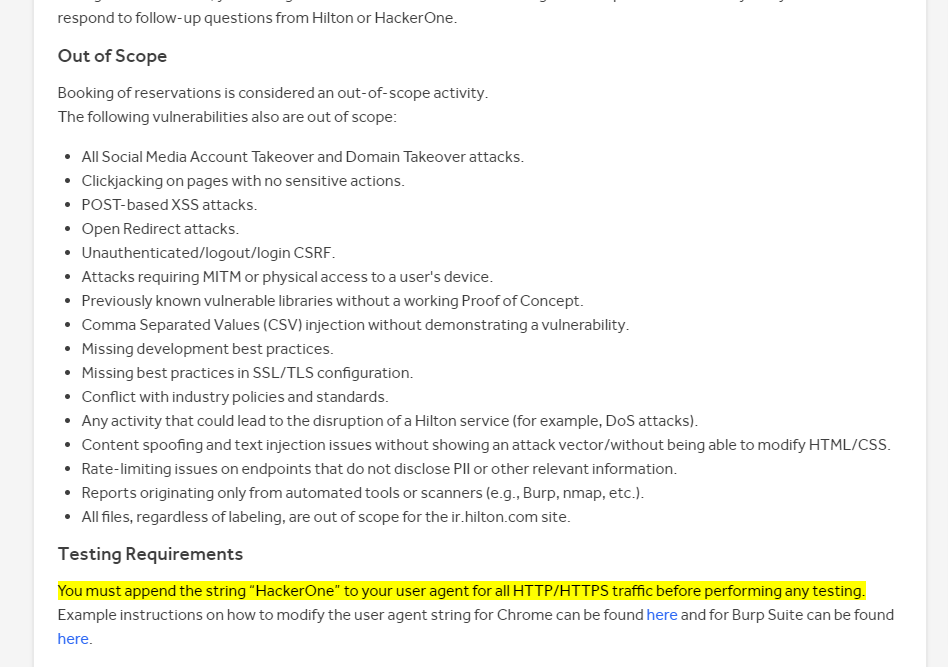 respond to follow-up questions from Hilton or HackerOne.
Out of Scope
Booking of reservations is considered an out-of-scope activity.
The following vulnerabilities also are out of scope:
• All Social Media Account Takeover and Domain Takeover attacks.
• Clickjacking on pages with no sensitive actions.
• POST-based XSS attacks.
• Open Redirect attacks.
• Unauthenticated/logout/login CSRF.
• Attacks requiring MITM or physical access to a user's device.
• Previously known vulnerable libraries without a working Proof of Concept.
• Comma Separated Values (CSV) injection without demonstrating a vulnerability.
• Missing development best practices.
• Missing best practices in SSL/TLS configuration.
• Conflict with industry policies and standards.
• Any activity that could lead to the disruption of a Hilton service (for example, DoS attacks).
• Content spoofing and text injection issues without showing an attack vector/without being able to modify HTML/CSS.
• Rate-limiting issues on endpoints that do not disclose PII or other relevant information.
• Reports originating only from automated tools or scanners (e.g., Burp, nmap, etc.).
• All files, regardless of labeling, are out of scope for the ir.hilton.com site.
Testing Requirements
You must append the string “HackerOne” to your user agent for all HTTP/HTTPS traffic before performing any testing.
Example instructions on how to modify the user agent string for Chrome can be found here and for Burp Suite can be found
here.